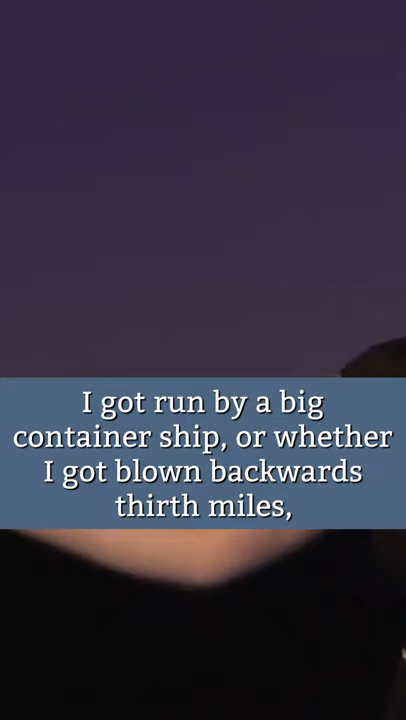 I got run by a big
container ship, or whether
I got blown backwards
thirth miles,